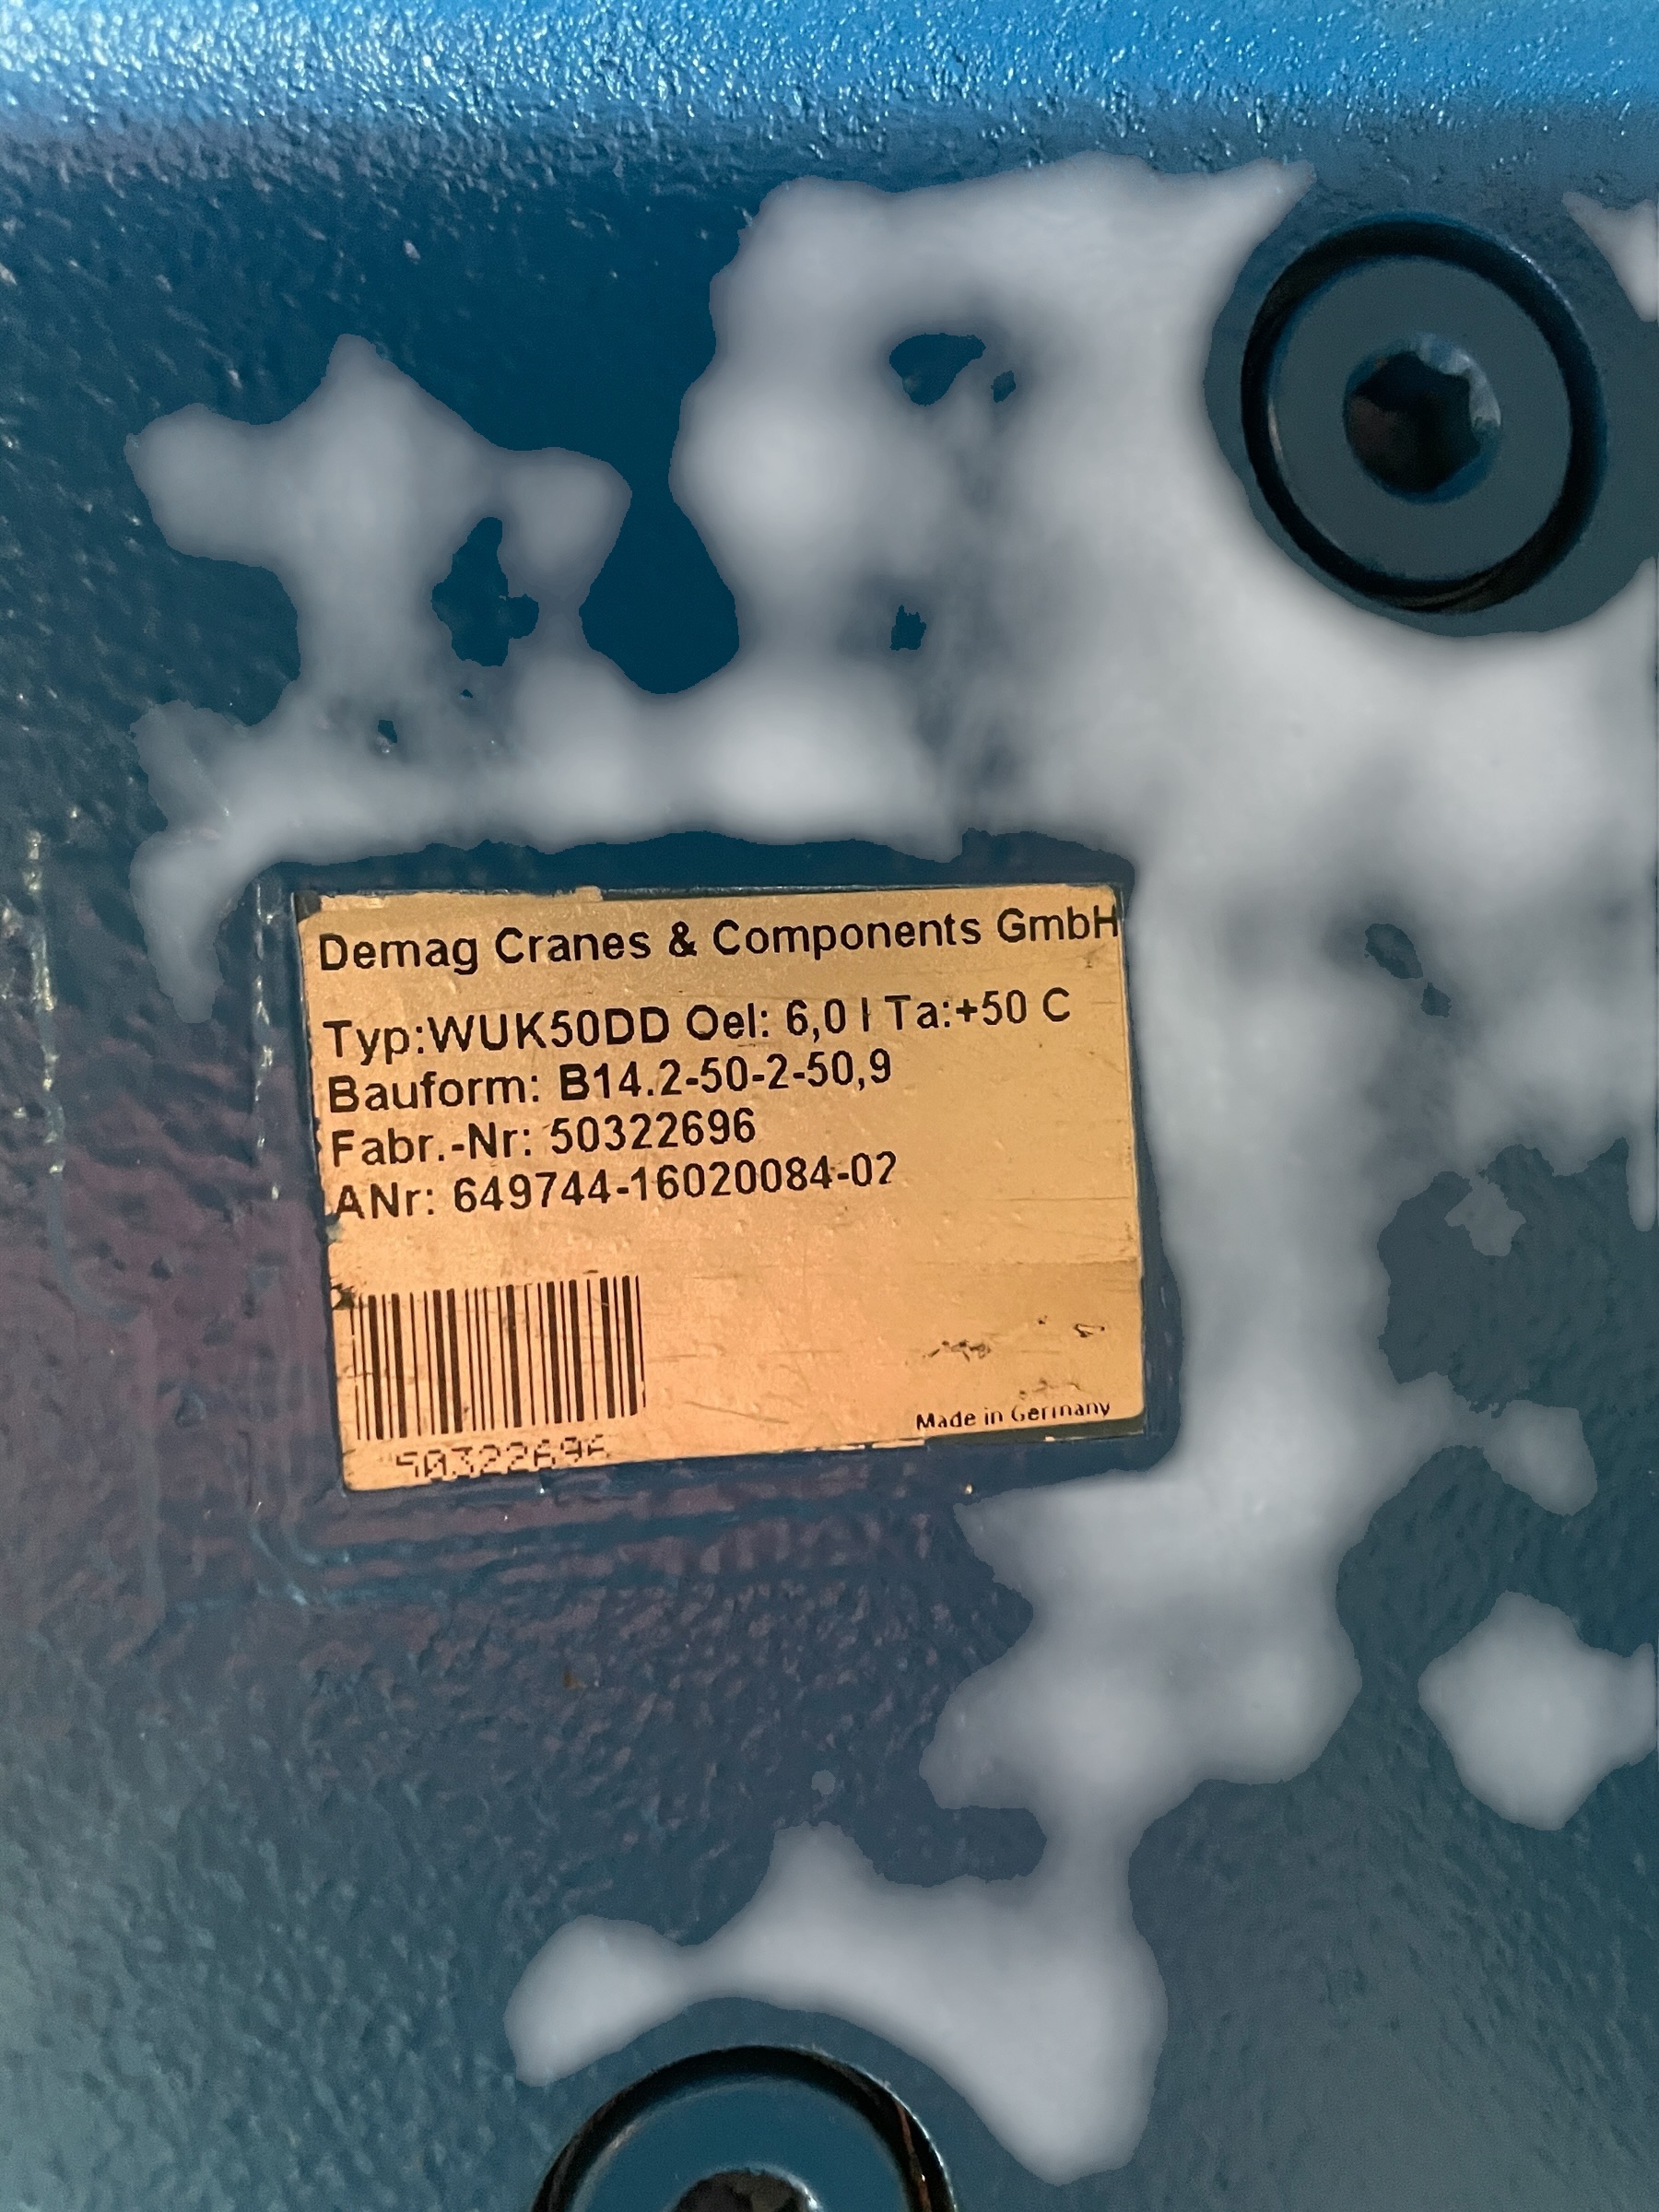 Demag Cranes & Components GmbH
Typ:WUK50DD Oel: 6,0 l Ta:+50 C
Bauform: B14.2-50-2-50,9
Fabr.-Nr: 50322696
ANr: 649744-16020084-02
50322696
Made in Germany